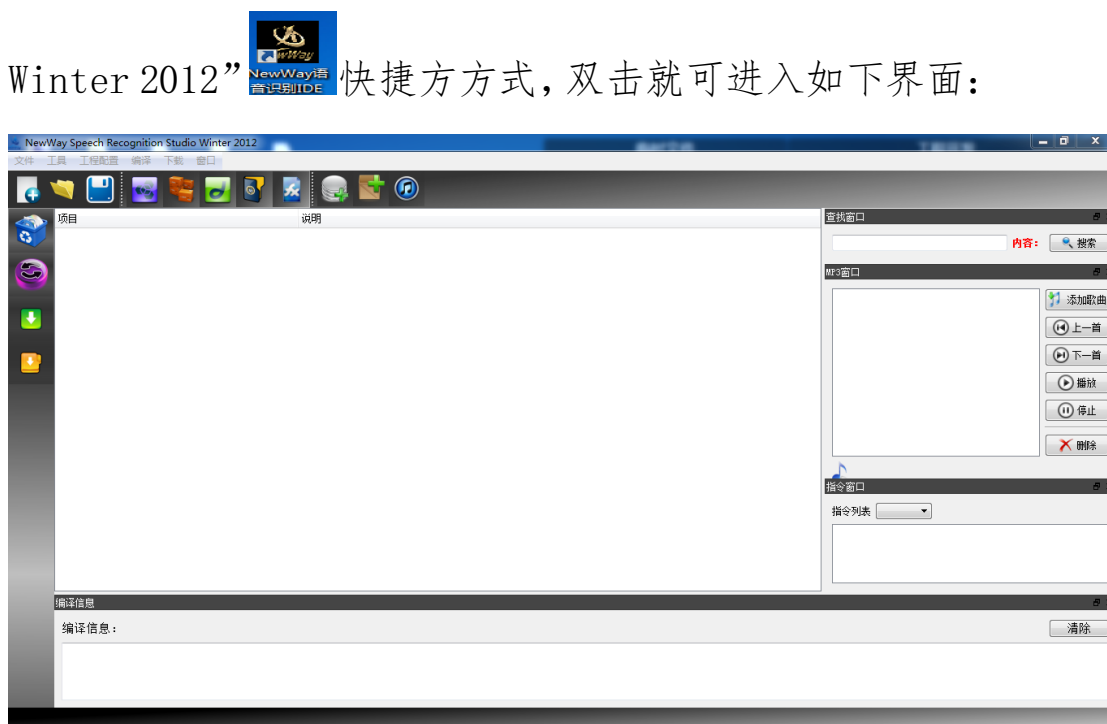 Winter 2012” NewWay语音识别IDE 快捷方方式，双击就可进入如下界面：
NewWay Speech Recognition Studio Winter 2012
文件 工具 工程配置 编译 下载 窗口
项目 说明
查找窗口
内容： 搜索
MP3窗口
添加歌曲
上一首
下一首
播放
停止
删除
指令窗口
指令列表
编译信息
编译信息： 清除